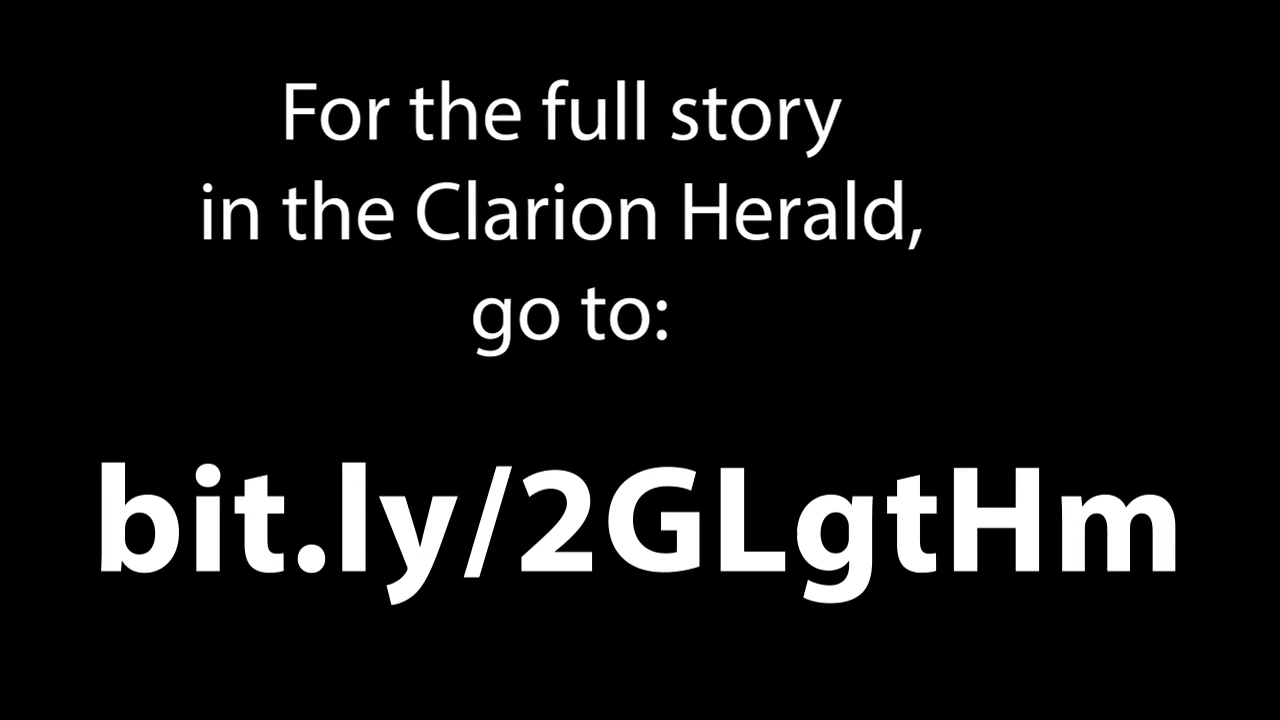 For the full story
in the Clarion Herald,
go to:
bit.ly/2GLgtHm